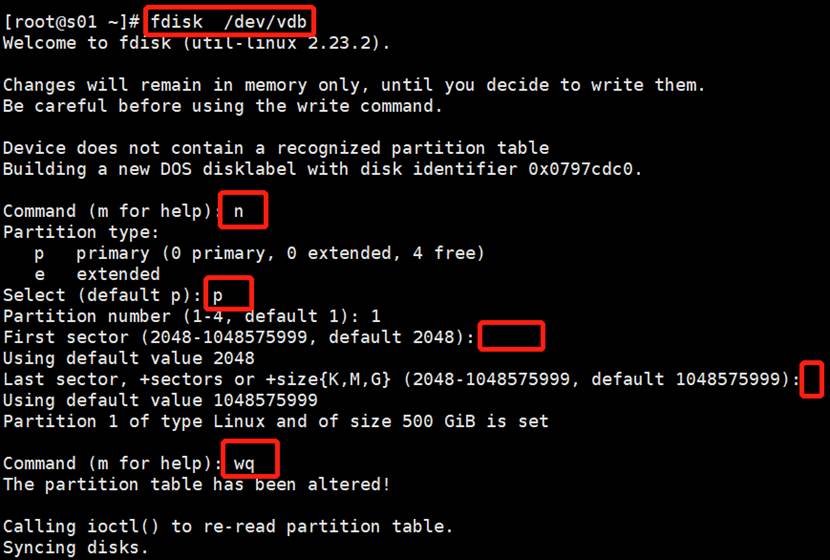 [root@s01 ~]# fdisk  /dev/vdb
Welcome to fdisk (util-linux 2.23.2).

Changes will remain in memory only, until you decide to write them.
Be careful before using the write command.

Device does not contain a recognized partition table
Building a new DOS disklabel with disk identifier 0x0797cdc0.

Command (m for help): n
Partition type:
   p   primary (0 primary, 0 extended, 4 free)
   e   extended
Select (default p): p
Partition number (1-4, default 1): 1
First sector (2048-1048575999, default 2048):
Using default value 2048
Last sector, +sectors or +size{K,M,G} (2048-1048575999, default 1048575999):
Using default value 1048575999
Partition 1 of type Linux and of size 500 GiB is set

Command (m for help): wq
The partition table has been altered!

Calling ioctl() to re-read partition table.
Syncing disks.